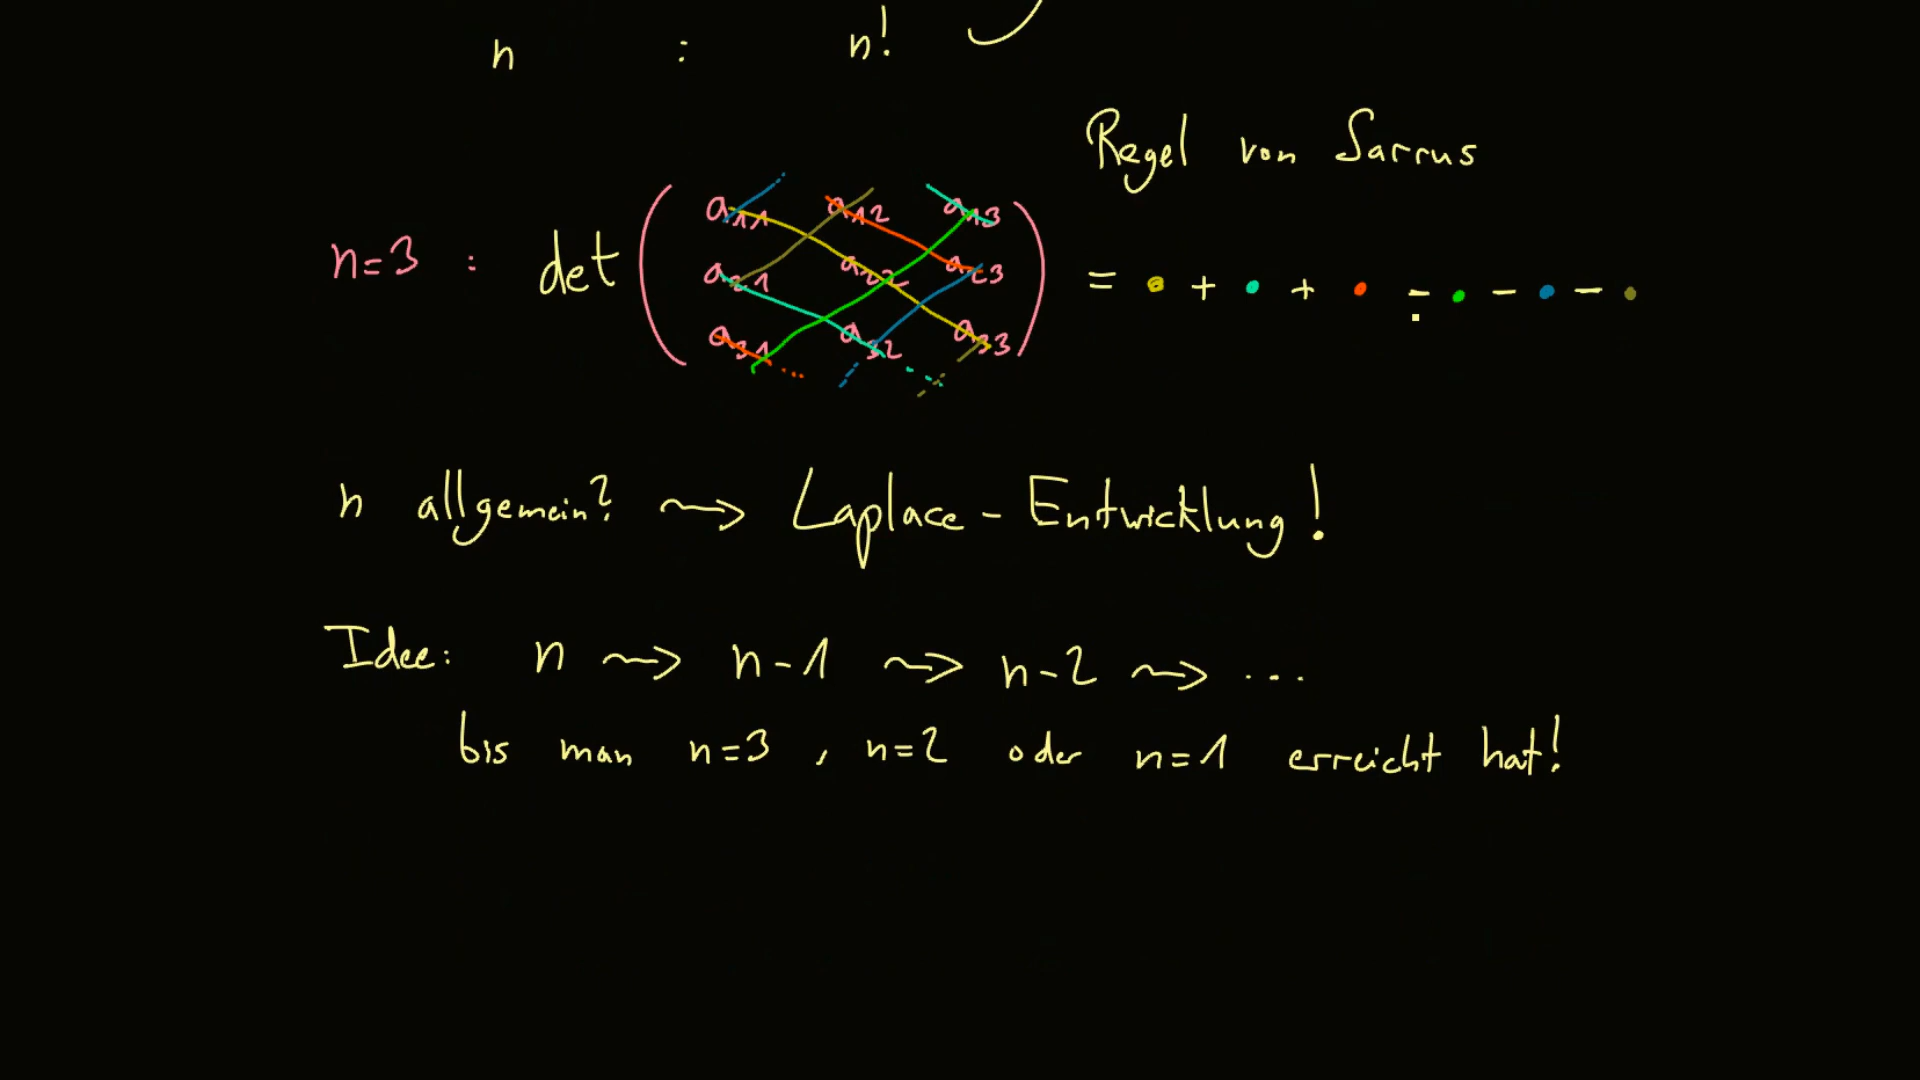 n : n!
Regel von Sarrus
n=3 : det ( a11 a12 a13
a21 a22 a23
a31 a32 a33 ) = • + • + • - • - • - •
n allgemein? ⇝ Laplace-Entwicklung!
Idee: n ⇝ n-1 ⇝ n-2 ⇝ ...
bis man n=3, n=2 oder n=1 erreicht hat!